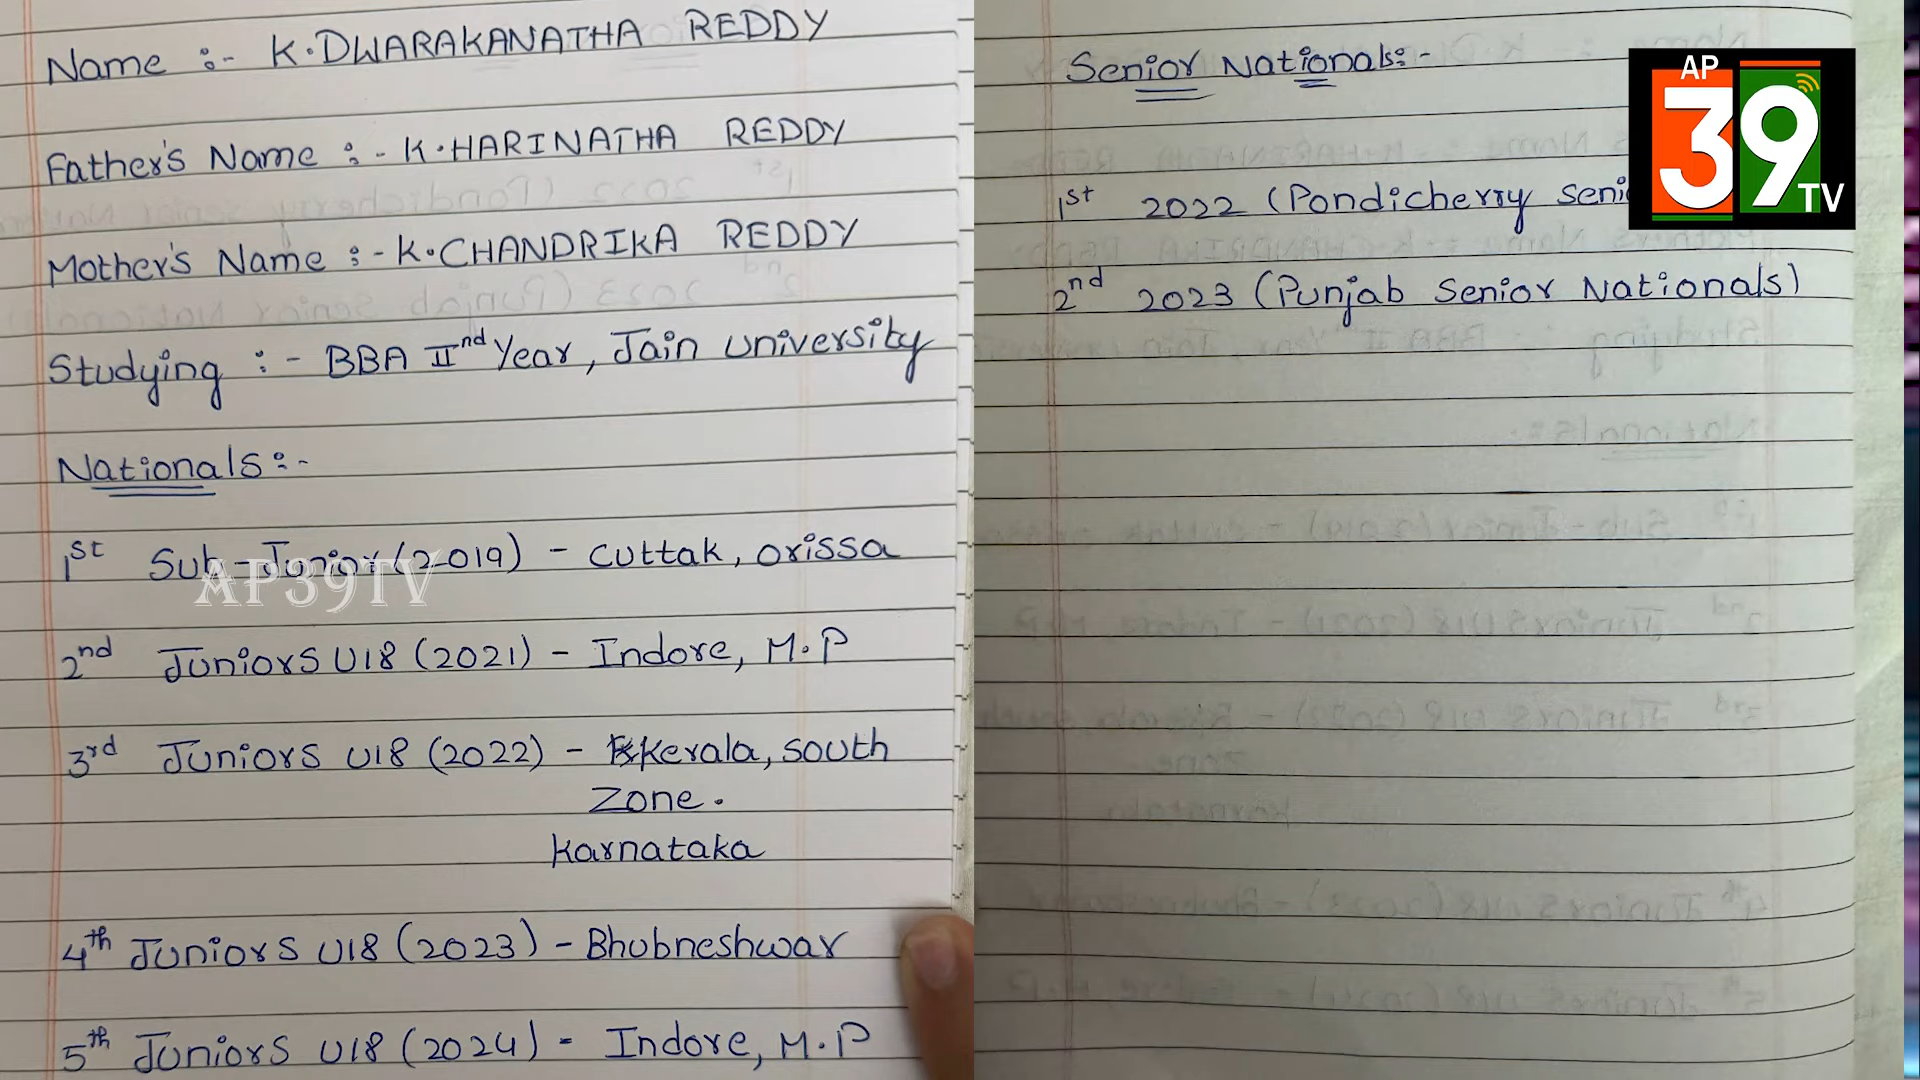 Name :- K.DWARAKANATHA REDDY
Father's Name :- K.HARINATHA REDDY
Mother's Name :- K.CHANDRIKA REDDY
Studying :- BBA IInd Year, Jain University
Nationals:-
1st Sub-Junior (2019) - Cuttak, Orissa
AP39TV
2nd Juniors U18 (2021) - Indore, M.P
3rd Juniors U18 (2022) - Kerala, South
Zone.
Karnataka
4th Juniors U18 (2023) - Bhubneshwar
5th Juniors U18 (2024) - Indore, M.P
Senior Nationals:-
1st 2022 (Pondicherry Seni
2nd 2023 (Punjab Senior Nationals)
AP
39
TV